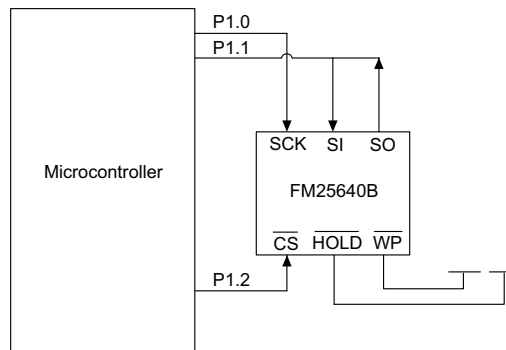 P1.0
P1.1
SCK SI SO
Microcontroller
FM25640B
CS HOLD WP
P1.2